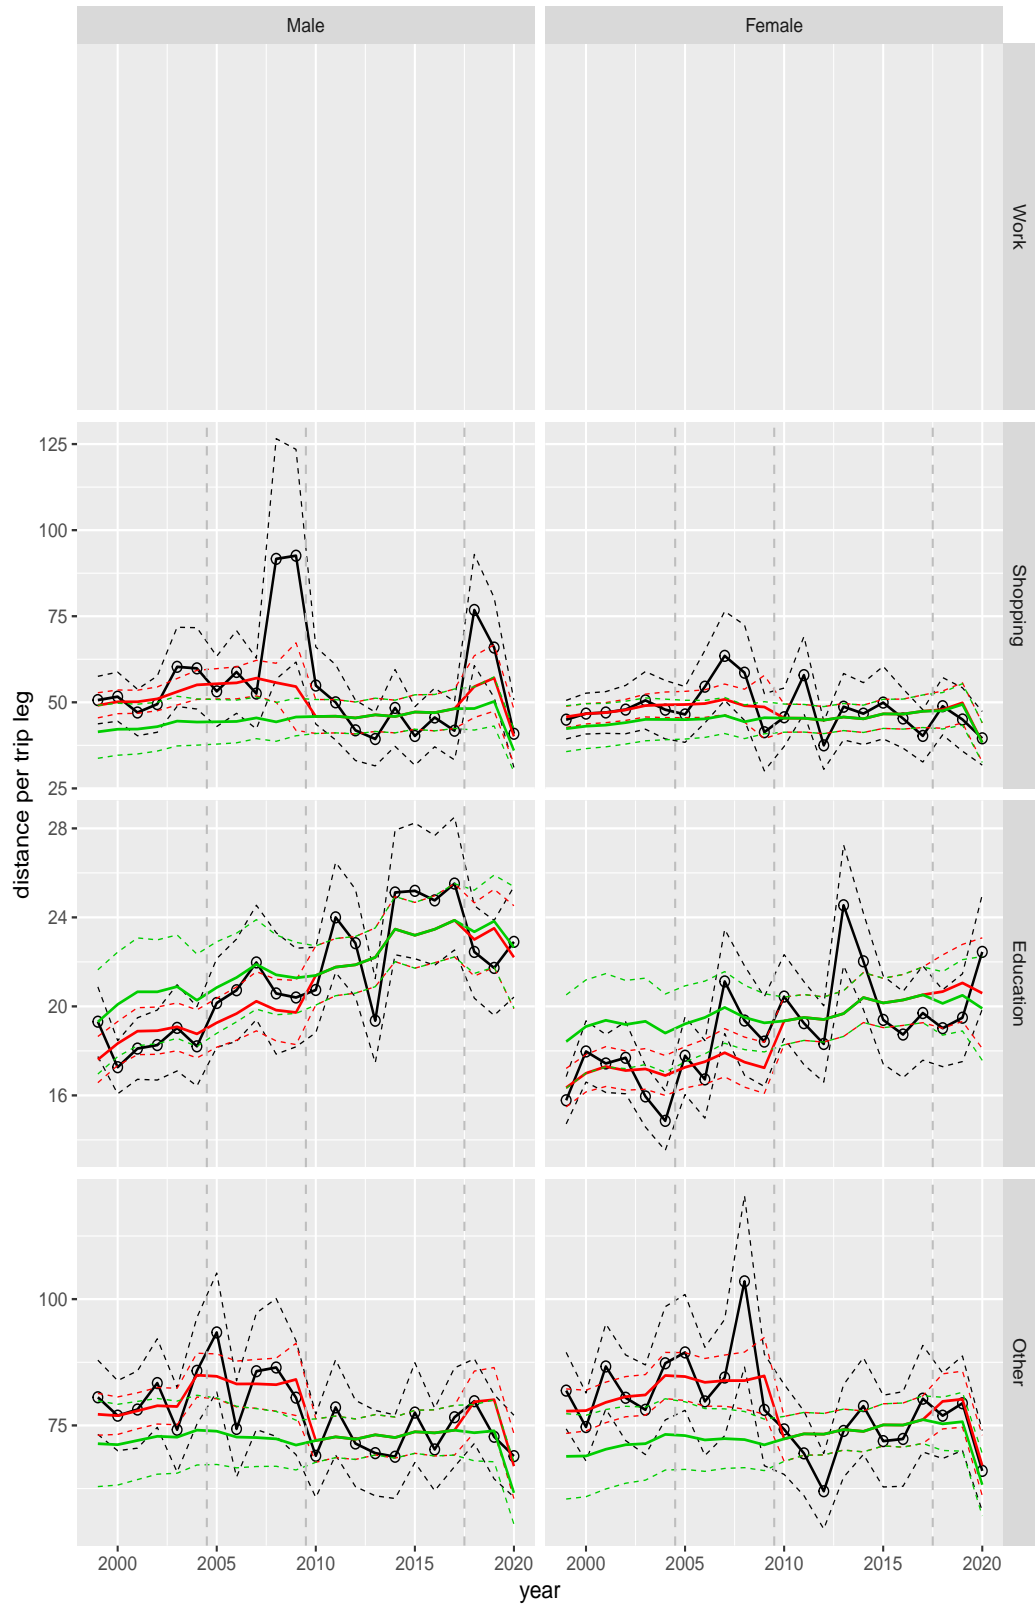 Male Female
Work
125
100
75
50
25
Shopping
28
24
20
16
Education
100
75
Other
distance per trip leg
2000 2005 2010 2015 2020 2000 2005 2010 2015 2020
year